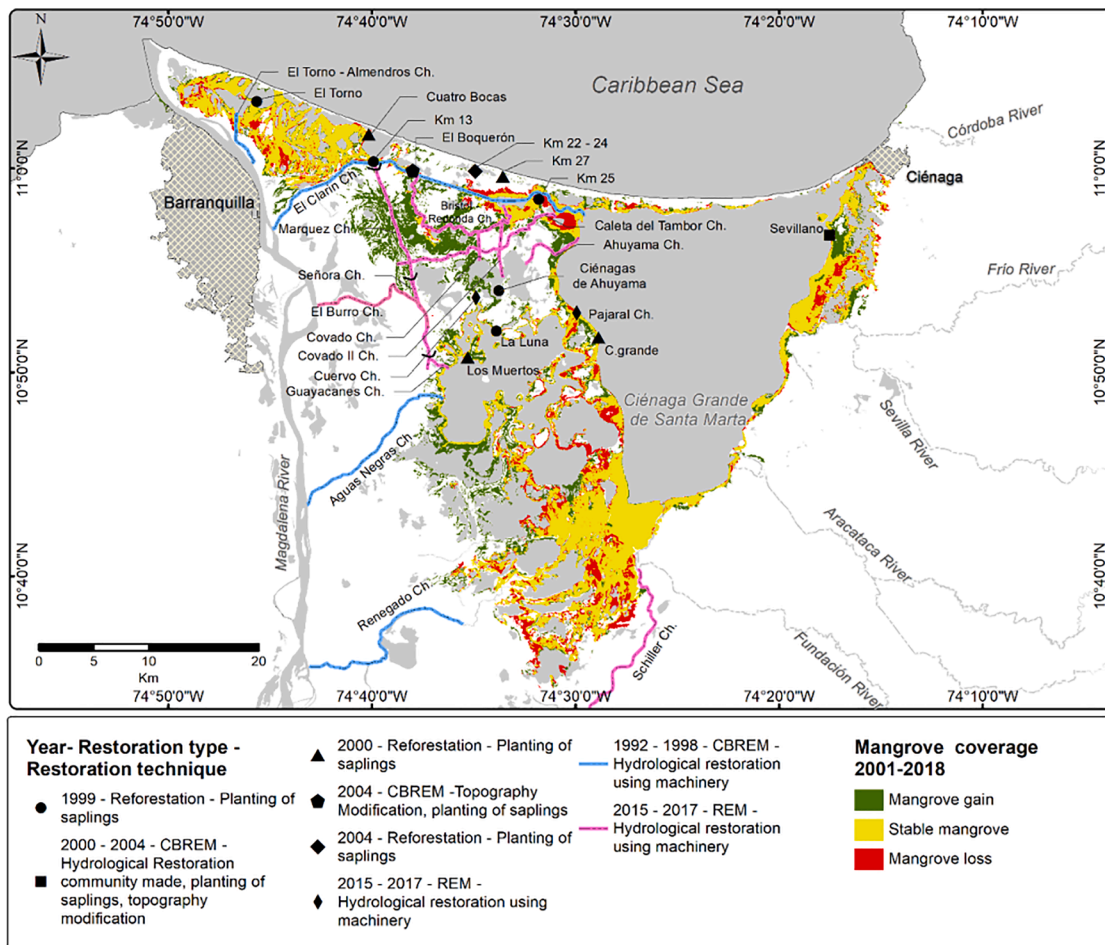 N
74°50'0"W
74°40'0"W
74°30'0"W
74°20'0"W
74°10'0"W
Caribbean Sea
El Torno - Almendros Ch.
El Torno
Cuatro Bocas
Km 13
El Boquerón
Km 22 - 24
Km 27
Km 25
Córdoba River
11°0'0"N
11°0'0"N
Ciénaga
Barranquilla
El Clarín Ch.
Bristol
Redonda Ch.
Marquez Ch.
Caleta del Tambor Ch.
Sevillano
Ahuyama Ch.
Señora Ch.
Ciénagas
de Ahuyama
Frío River
El Burro Ch.
Pajaral Ch.
Covado Ch.
La Luna
C.grande
Covado II Ch.
Cuervo Ch.
Los Muertos
10°50'0"N
10°50'0"N
Guayacanes Ch.
Ciénaga Grande
de Santa Marta
Sevilla River
Aguas Negras Ch.
Magdalena River
Aracataca River
10°40'0"N
10°40'0"N
Renegado Ch.
Schiller Ch.
Fundación River
0 5 10 20
Km
74°50'0"W
74°40'0"W
74°30'0"W
74°20'0"W
74°10'0"W
Year- Restoration type -
Restoration technique
1999 - Reforestation - Planting of
saplings
2000 - 2004 - CBREM -
Hydrological Restoration
community made, planting of
saplings, topography
modification
2000 - Reforestation - Planting of
saplings
2004 - CBREM -Topography
Modification, planting of saplings
2004 - Reforestation - Planting of
saplings
2015 - 2017 - REM -
Hydrological restoration using
machinery
1992 - 1998 - CBREM -
Hydrological restoration
using machinery
2015 - 2017 - REM -
Hydrological restoration
using machinery
Mangrove coverage
2001-2018
Mangrove gain
Stable mangrove
Mangrove loss